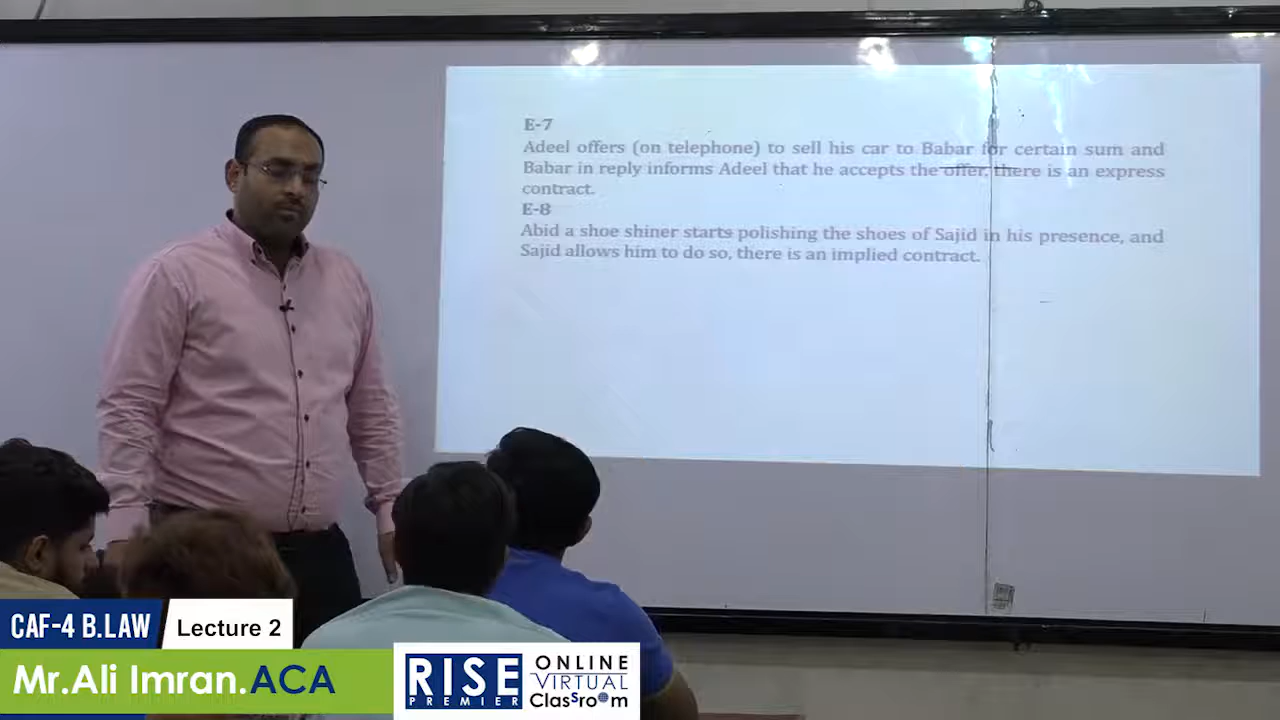 E-7
Adeel offers (on telephone) to sell his car to Babar for certain sum and
Babar in reply informs Adeel that he accepts the offer, there is an express
contract.
E-8
Abid a shoe shiner starts polishing the shoes of Sajid in his presence, and
Sajid allows him to do so, there is an implied contract.
CAF-4 B.LAW
Lecture 2
Mr.Ali Imran.ACA
RISE
PREMIER
ONLINE
VIRTUAL
ClasSroom